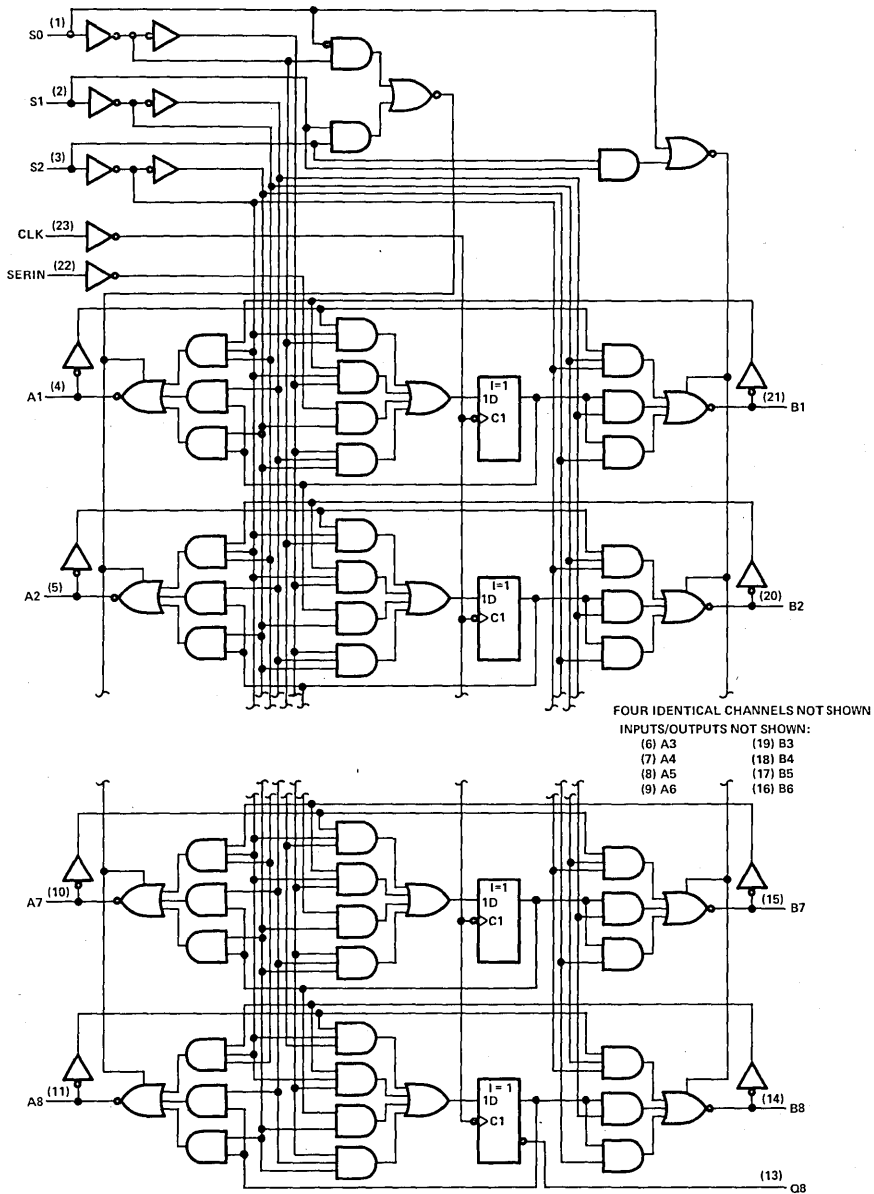 S0 (1)
S1 (2)
S2 (3)
CLK (23)
SERIN (22)
A1 (4)
I=1
1D
C1
(21) B1
A2 (5)
I=1
1D
C1
(20) B2
FOUR IDENTICAL CHANNELS NOT SHOWN
INPUTS/OUTPUTS NOT SHOWN:
(6) A3 (19) B3
(7) A4 (18) B4
(8) A5 (17) B5
(9) A6 (16) B6
A7 (10)
I=1
1D
C1
(15) B7
A8 (11)
I= 1
1D
C1
(14) B8
(13) Q8